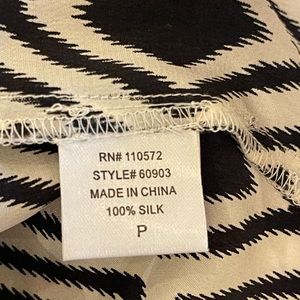 RN# 110572
STYLE# 60903
MADE IN CHINA
100% SILK
P